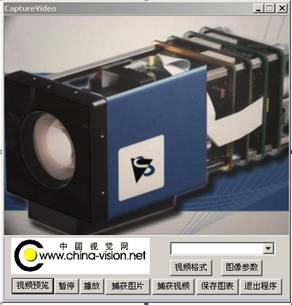 CaptureVideo
中国视觉网
www.china-vision.net
视频格式
图像参数
视频预览 暂停 播放 捕获图片 捕获视频 保存图表 退出程序